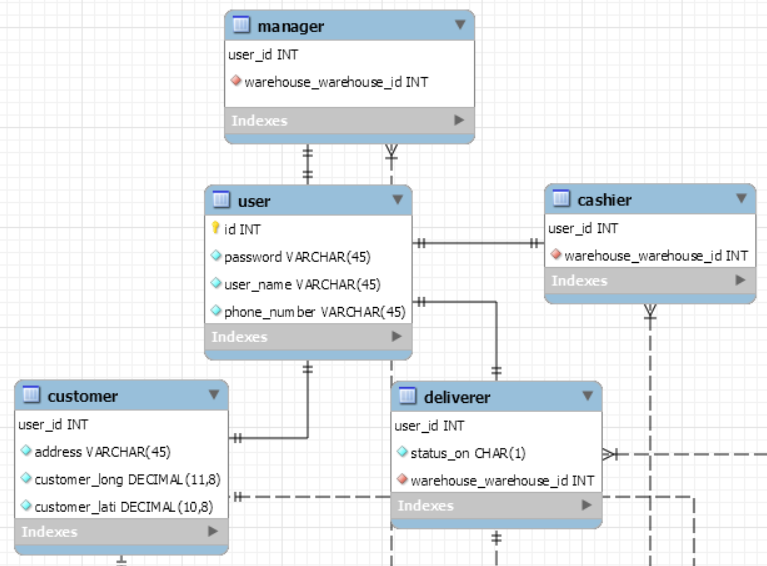 manager
user_id INT
warehouse_warehouse_id INT
Indexes
user
id INT
password VARCHAR(45)
user_name VARCHAR(45)
phone_number VARCHAR(45)
Indexes
cashier
user_id INT
warehouse_warehouse_id INT
Indexes
customer
user_id INT
address VARCHAR(45)
customer_long DECIMAL(11,8)
customer_lati DECIMAL(10,8)
Indexes
deliverer
user_id INT
status_on CHAR(1)
warehouse_warehouse_id INT
Indexes